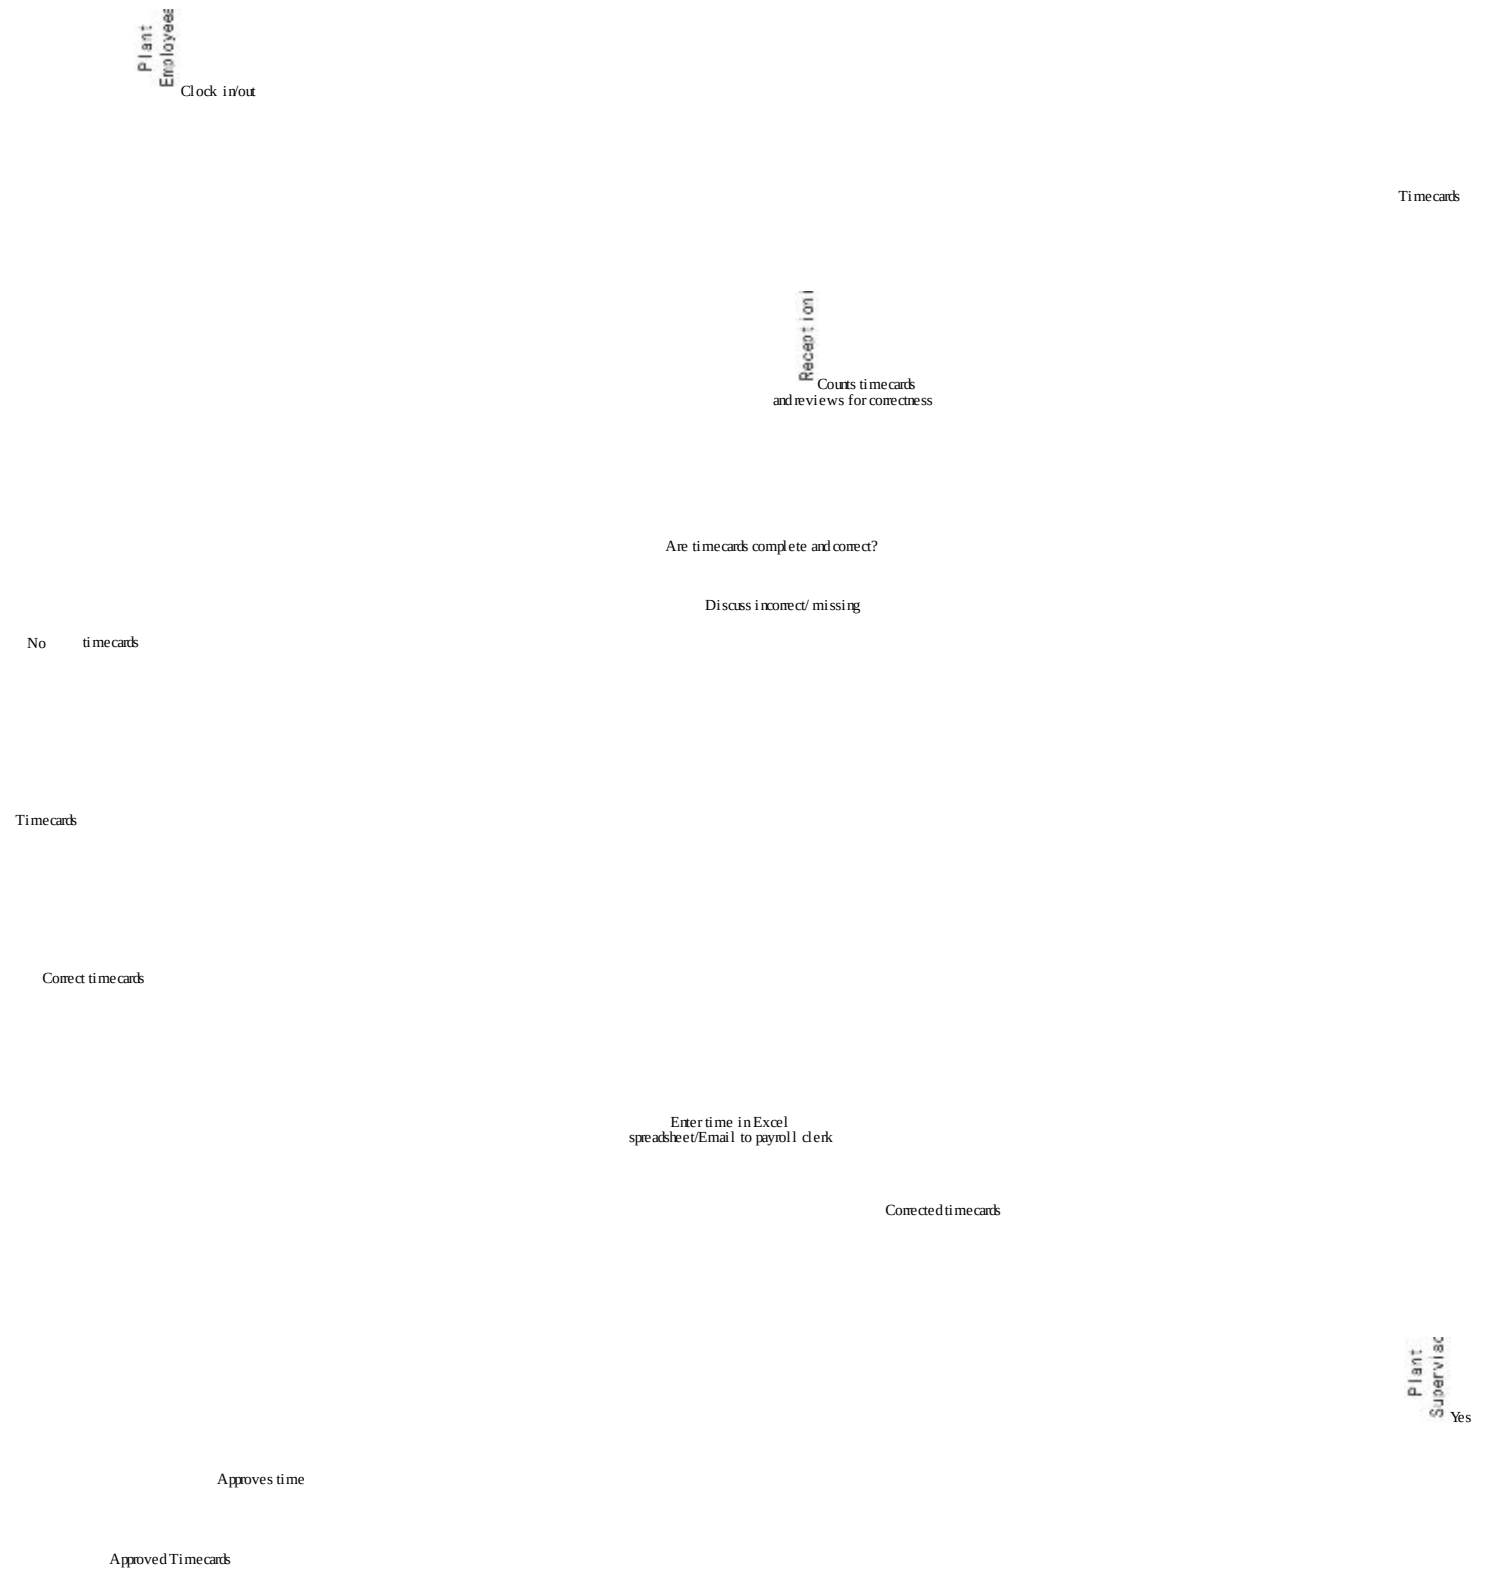 Plant
Employees
Clock in/out
Timecards
Receptioni
Counts timecards
and reviews for correctness
Are timecards complete and correct?
Discuss incorrect/ missing
No timecards
Timecards
Correct timecards
Enter time in Excel
spreadsheet/Email to payroll clerk
Corrected timecards
Plant
Supervisc
Yes
Approves time
Approved Timecards